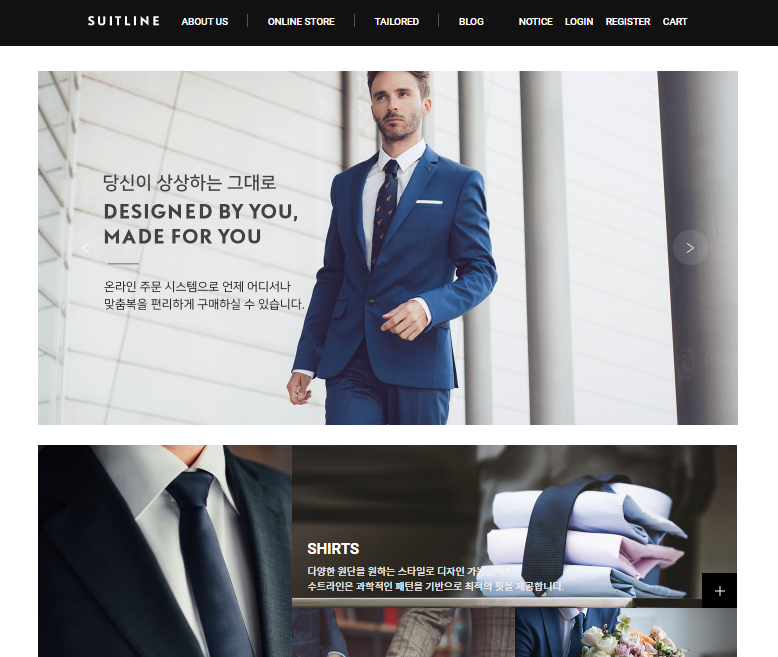 SUITLINE ABOUT US ONLINE STORE TAILORED BLOG NOTICE LOGIN REGISTER CART
당신이 상상하는 그대로
DESIGNED BY YOU,
MADE FOR YOU
온라인 주문 시스템으로 언제 어디서나
맞춤복을 편리하게 구매하실 수 있습니다.
SHIRTS
다양한 원단을 원하는 스타일로 디자인
수트라인은 과학적인 패턴을 기반으로 최적의 핏을 제공합니다.